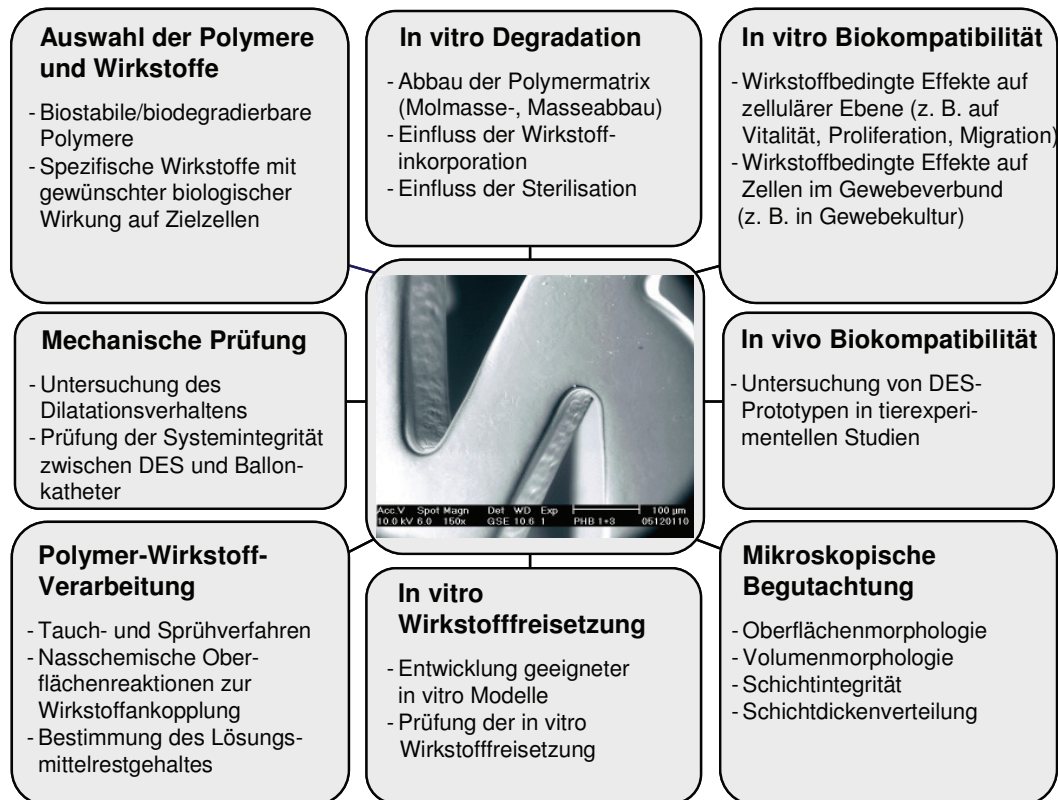 Auswahl der Polymere
und Wirkstoffe
- Biostabile/biodegradierbare
Polymere
- Spezifische Wirkstoffe mit
gewünschter biologischer
Wirkung auf Zielzellen
In vitro Degradation
- Abbau der Polymermatrix
(Molmasse-, Masseabbau)
- Einfluss der Wirkstoff-
inkorporation
- Einfluss der Sterilisation
In vitro Biokompatibilität
- Wirkstoffbedingte Effekte auf
zellulärer Ebene (z. B. auf
Vitalität, Proliferation, Migration)
- Wirkstoffbedingte Effekte auf
Zellen im Gewebeverbund
(z. B. in Gewebekultur)
Mechanische Prüfung
- Untersuchung des
Dilatationsverhaltens
- Prüfung der Systemintegrität
zwischen DES und Ballon-
katheter
Acc.V Spot Magn Det WD Exp 100 µm
10.0 kV 6.0 150x GSE 10.6 1 PHB 1*3 05120110
In vivo Biokompatibilität
- Untersuchung von DES-
Prototypen in tierexperi-
mentellen Studien
Polymer-Wirkstoff-
Verarbeitung
- Tauch- und Sprühverfahren
- Nasschemische Ober-
flächenreaktionen zur
Wirkstoffankopplung
- Bestimmung des Lösungs-
mittelrestgehaltes
In vitro
Wirkstofffreisetzung
- Entwicklung geeigneter
in vitro Modelle
- Prüfung der in vitro
Wirkstofffreisetzung
Mikroskopische
Begutachtung
- Oberflächenmorphologie
- Volumenmorphologie
- Schichtintegrität
- Schichtdickenverteilung